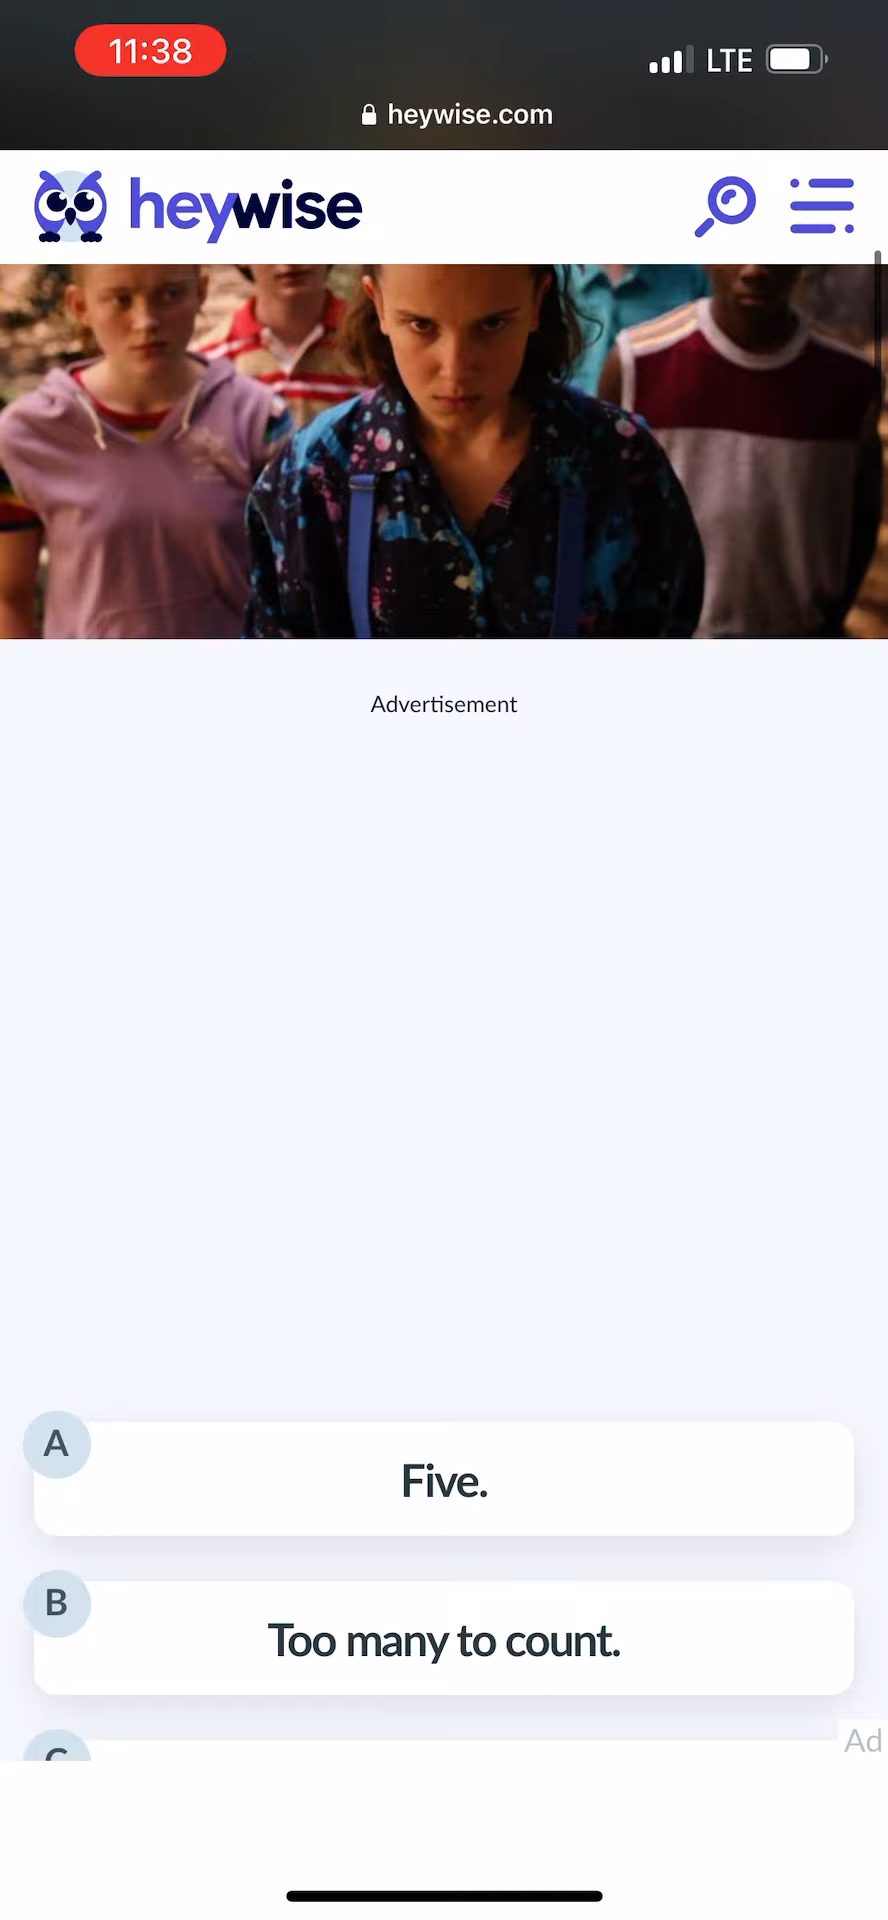 11:38
LTE
heywise.com
heywise
Advertisement
A
Five.
B
Too many to count.
C
Ad